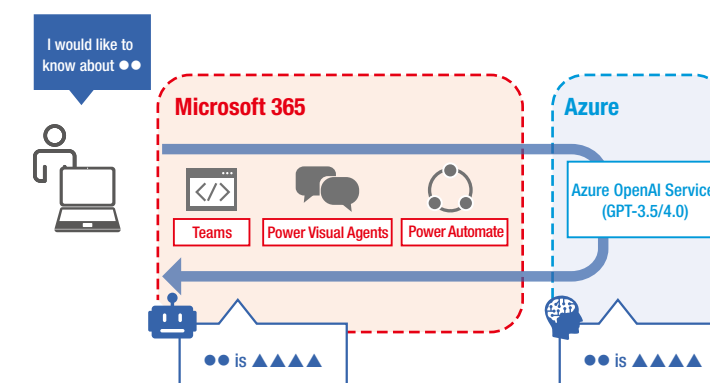 I would like to
know about ●●
Microsoft 365
Azure
Teams
Power Visual Agents
Power Automate
Azure OpenAI Service
(GPT-3.5/4.0)
●● is ▲▲▲▲
●● is ▲▲▲▲